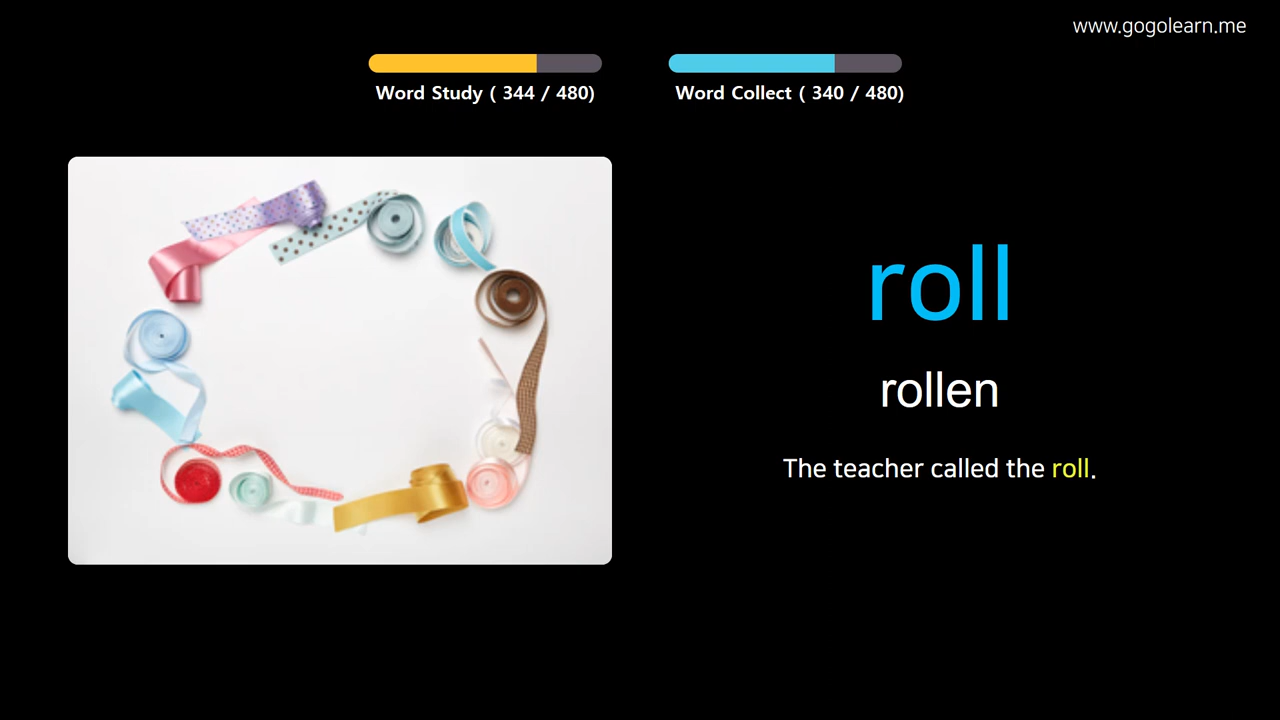 www.gogolearn.me
Word Study ( 344 / 480)
Word Collect ( 340 / 480)
roll
rollen
The teacher called the roll.